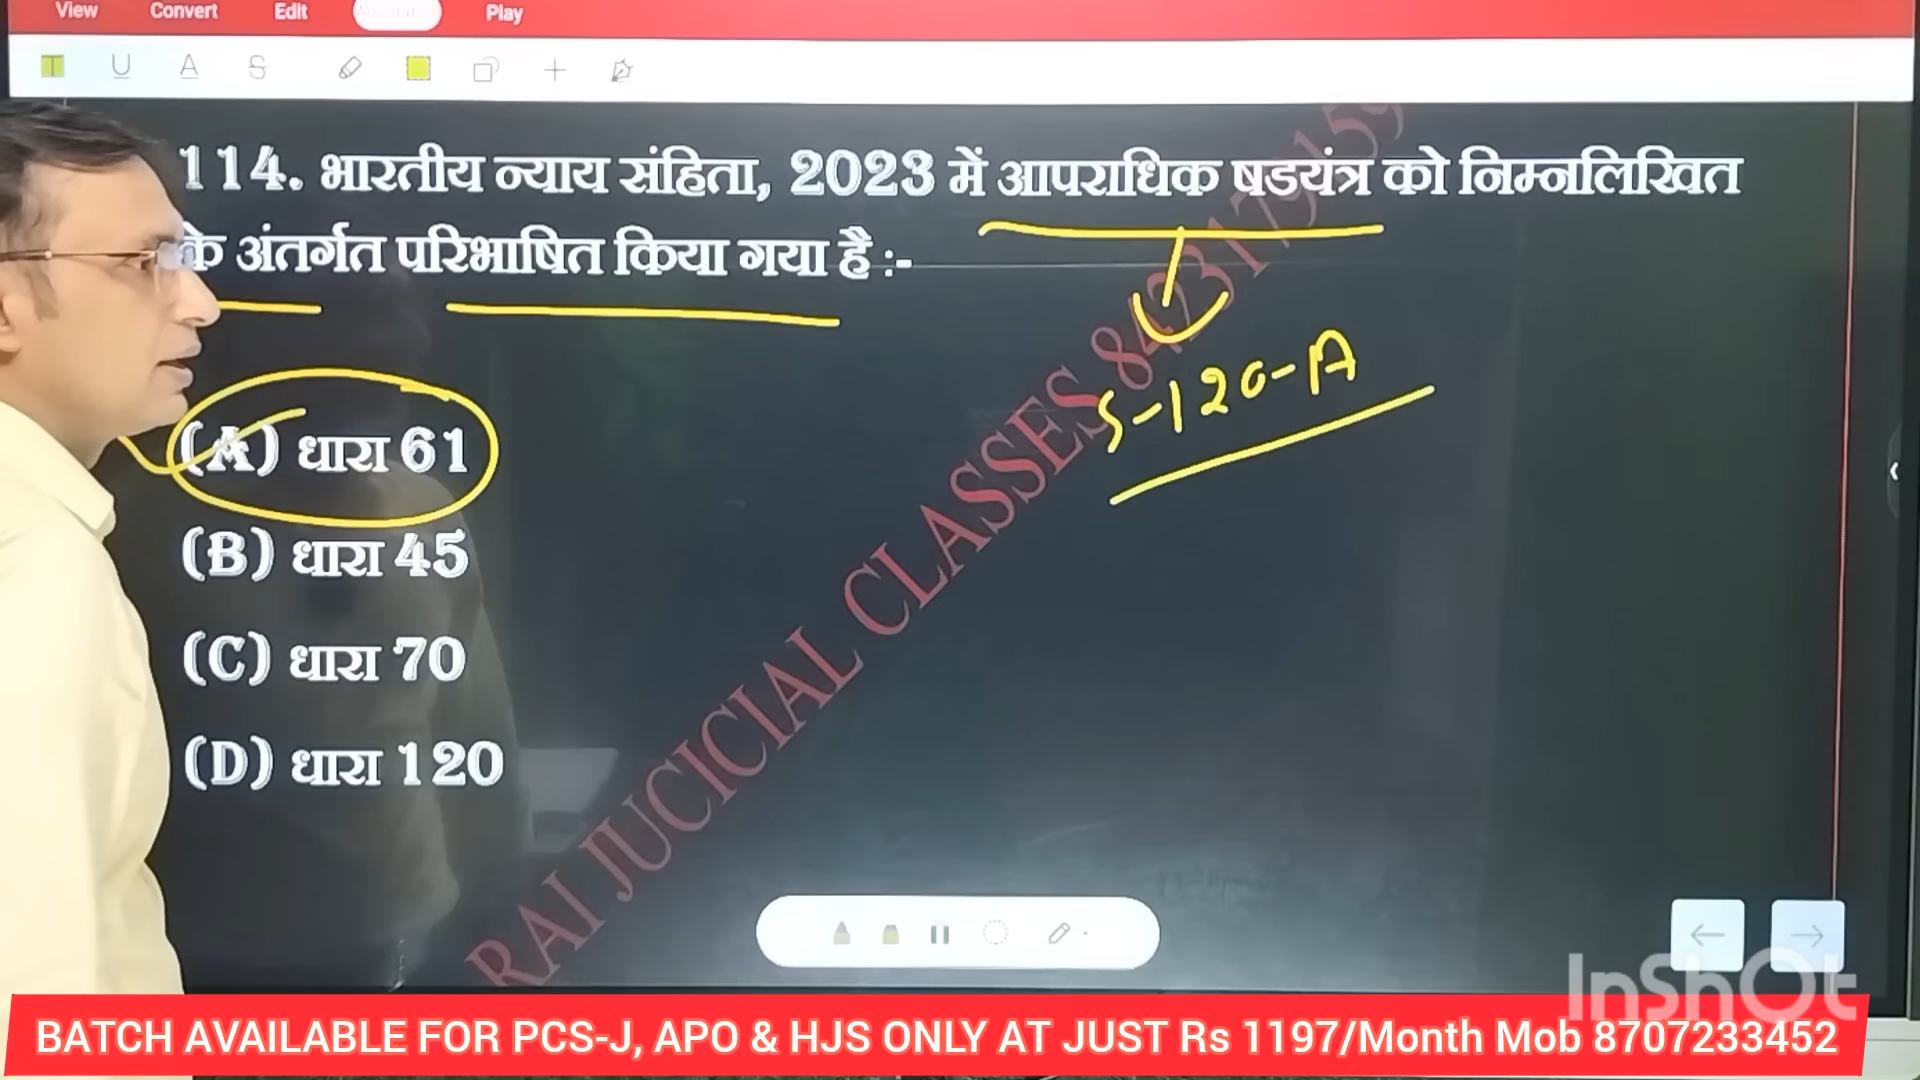 View Convert Edit Play
114. भारतीय न्याय संहिता, 2023 में आपराधिक षडयंत्र को निम्नलिखित
के अंतर्गत परिभाषित किया गया है :-
S-120-A
(A) धारा 61
(B) धारा 45
(C) धारा 70
(D) धारा 120
RAI JUCICIAL CLASSES
InShOt
BATCH AVAILABLE FOR PCS-J, APO & HJS ONLY AT JUST Rs 1197/Month Mob 8707233452